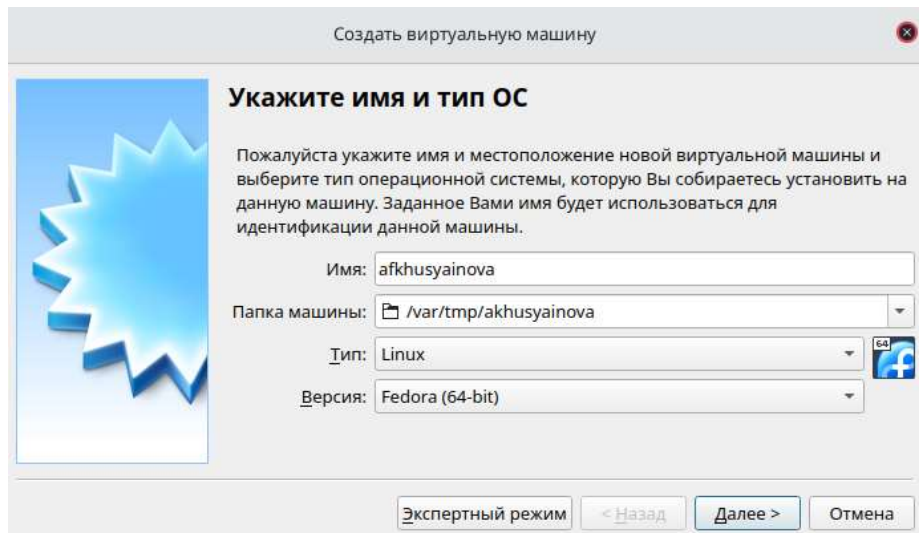 Создать виртуальную машину
Укажите имя и тип ОС
Пожалуйста укажите имя и местоположение новой виртуальной машины и
выберите тип операционной системы, которую Вы собираетесь установить на
данную машину. Заданное Вами имя будет использоваться для
идентификации данной машины.
Имя: afkhusyainova
Папка машины: /var/tmp/akhusyainova
Тип: Linux
64
Версия: Fedora (64-bit)
Экспертный режим < Назад Далее > Отмена